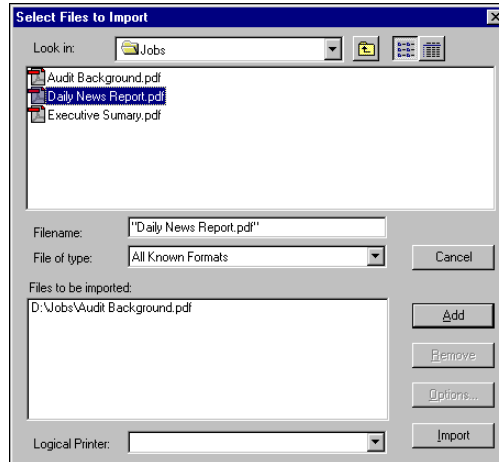 Select Files to Import
Look in: Jobs
Audit Background.pdf
Daily News Report.pdf
Executive Sumary.pdf
Filename: "Daily News Report.pdf"
File of type: All Known Formats
Cancel
Files to be imported:
D:\Jobs\Audit Background.pdf
Add
Remove
Options...
Logical Printer:
Import